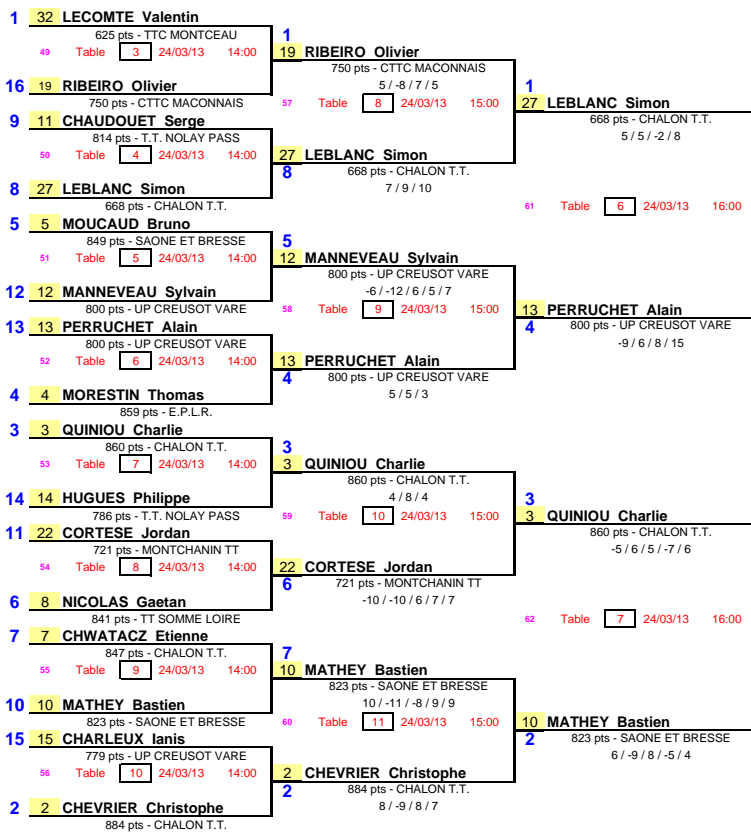 1 32 LECOMTE Valentin
625 pts - TTC MONTCEAU
49 Table 3 24/03/13 14:00
16 19 RIBEIRO Olivier
750 pts - CTTC MACONNAIS
9 11 CHAUDOUET Serge
814 pts - T.T. NOLAY PASS
50 Table 4 24/03/13 14:00
8 27 LEBLANC Simon
668 pts - CHALON T.T.
5 5 MOUCAUD Bruno
849 pts - SAONE ET BRESSE
51 Table 5 24/03/13 14:00
12 12 MANNEVEAU Sylvain
800 pts - UP CREUSOT VARE
13 13 PERRUCHET Alain
800 pts - UP CREUSOT VARE
52 Table 6 24/03/13 14:00
4 4 MORESTIN Thomas
859 pts - E.P.L.R.
3 3 QUINIOU Charlie
860 pts - CHALON T.T.
53 Table 7 24/03/13 14:00
14 14 HUGUES Philippe
786 pts - T.T. NOLAY PASS
11 22 CORTESE Jordan
721 pts - MONTCHANIN TT
54 Table 8 24/03/13 14:00
6 8 NICOLAS Gaetan
841 pts - TT SOMME LOIRE
7 7 CHWATACZ Etienne
847 pts - CHALON T.T.
55 Table 9 24/03/13 14:00
10 10 MATHEY Bastien
823 pts - SAONE ET BRESSE
15 15 CHARLEUX Ianis
779 pts - UP CREUSOT VARE
56 Table 10 24/03/13 14:00
2 2 CHEVRIER Christophe
884 pts - CHALON T.T.
1
19 RIBEIRO Olivier
750 pts - CTTC MACONNAIS
5 / -8 / 7 / 5
57 Table 8 24/03/13 15:00
27 LEBLANC Simon
8
668 pts - CHALON T.T.
7 / 9 / 10
5
12 MANNEVEAU Sylvain
800 pts - UP CREUSOT VARE
-6 / -12 / 6 / 5 / 7
58 Table 9 24/03/13 15:00
13 PERRUCHET Alain
4
800 pts - UP CREUSOT VARE
5 / 5 / 3
3
3 QUINIOU Charlie
860 pts - CHALON T.T.
4 / 8 / 4
59 Table 10 24/03/13 15:00
22 CORTESE Jordan
6
721 pts - MONTCHANIN TT
-10 / -10 / 6 / 7 / 7
7
10 MATHEY Bastien
823 pts - SAONE ET BRESSE
10 / -11 / -8 / 9 / 9
60 Table 11 24/03/13 15:00
2 CHEVRIER Christophe
2
884 pts - CHALON T.T.
8 / -9 / 8 / 7
1
27 LEBLANC Simon
668 pts - CHALON T.T.
5 / 5 / -2 / 8
61 Table 6 24/03/13 16:00
13 PERRUCHET Alain
4
800 pts - UP CREUSOT VARE
-9 / 6 / 8 / 15
3
3 QUINIOU Charlie
860 pts - CHALON T.T.
-5 / 6 / 5 / -7 / 6
62 Table 7 24/03/13 16:00
10 MATHEY Bastien
2
823 pts - SAONE ET BRESSE
6 / -9 / 8 / -5 / 4